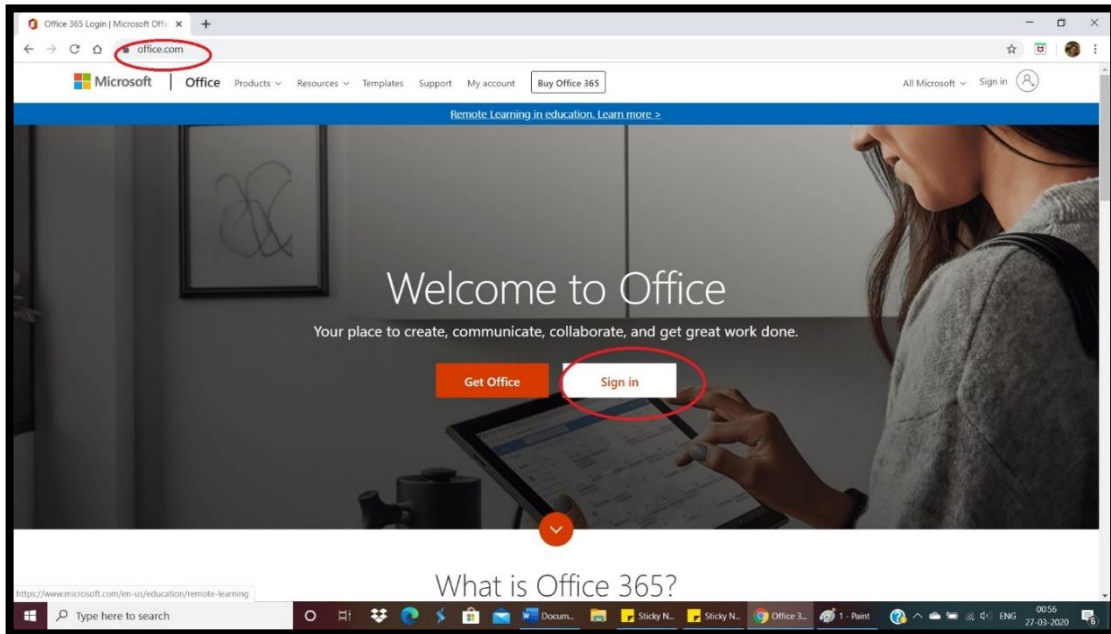 Office 365 Login | Microsoft Offic
office.com
Microsoft | Office Products Resources Templates Support My account Buy Office 365 All Microsoft Sign in
Remote Learning in education. Learn more >
Welcome to Office
Your place to create, communicate, collaborate, and get great work done.
Get Office Sign in
What is Office 365?
https://www.microsoft.com/en-us/education/remote-learning
Type here to search Docum... Sticky N... Sticky N... Office 3... 1 - Paint ENG 00:56
27-03-2020 6